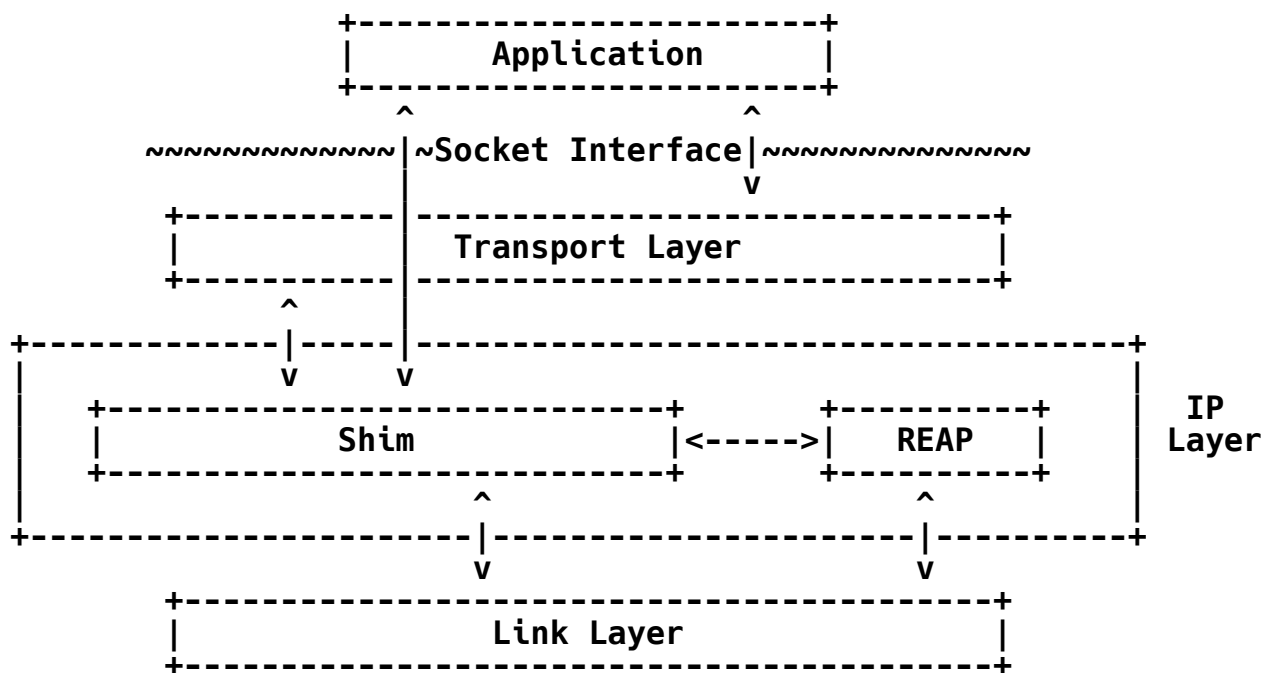 Application
~~~~~~~~~~~~~|~Socket Interface|~~~~~~~~~~~~~~
Transport Layer
IP
Shim |<----->| REAP Layer
Link Layer